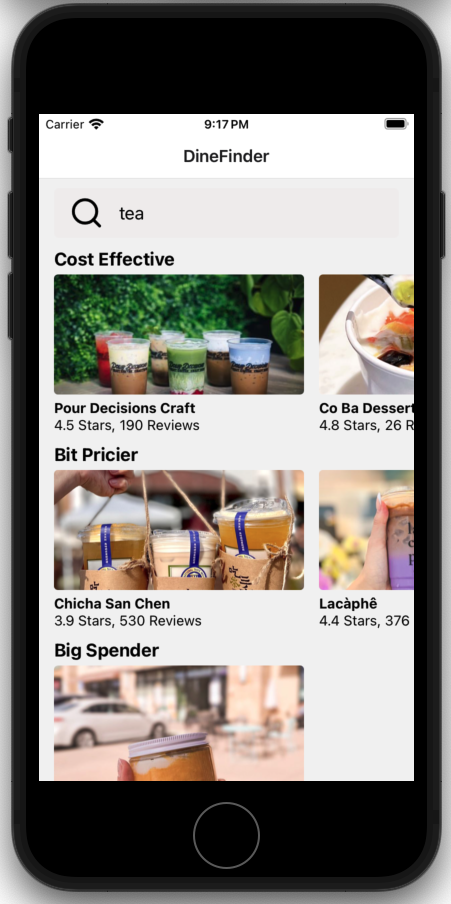 Carrier 9:17 PM
DineFinder
tea
Cost Effective
Pour Decisions Craft
4.5 Stars, 190 Reviews
Co Ba Dessert
4.8 Stars, 26 R
Bit Pricier
Chicha San Chen
3.9 Stars, 530 Reviews
Lacàphê
4.4 Stars, 376
Big Spender